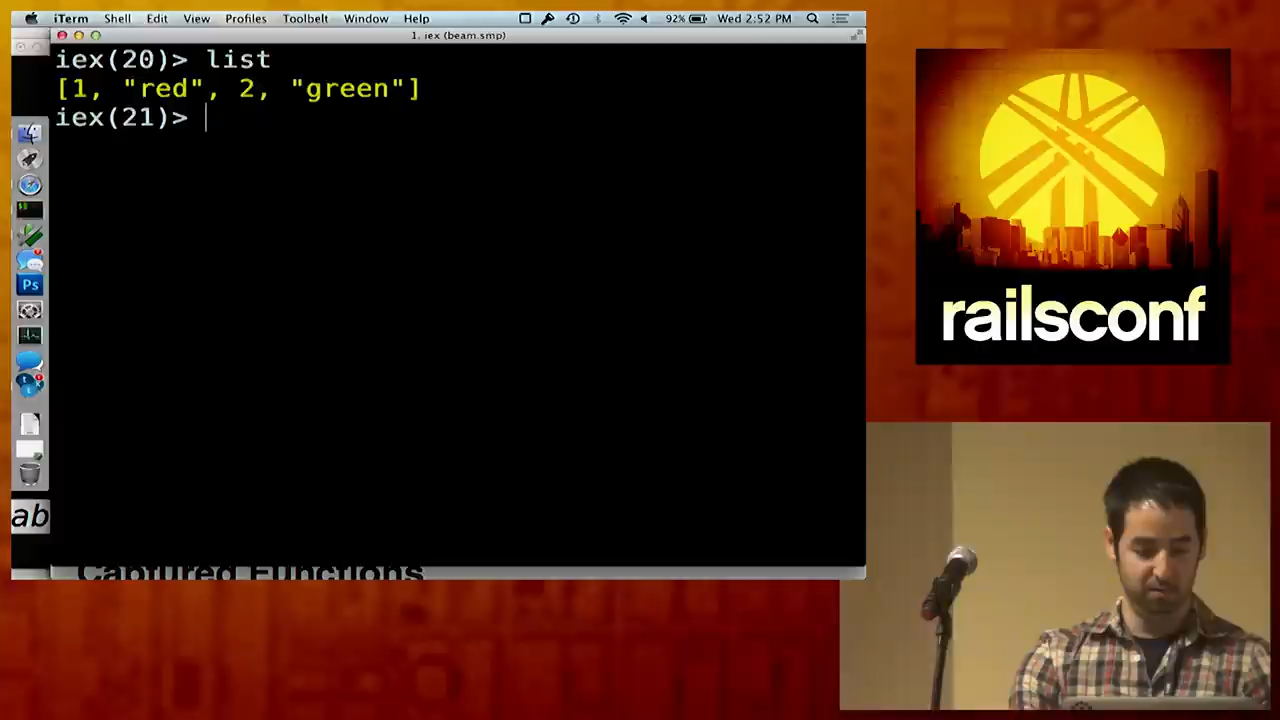 iTerm Shell Edit View Profiles Toolbelt Window Help 92% Wed 2:52 PM
1. iex (beam.smp)
iex(20)> list
[1, "red", 2, "green"]
iex(21)>
Ps
ab
Captured Functions
railsconf